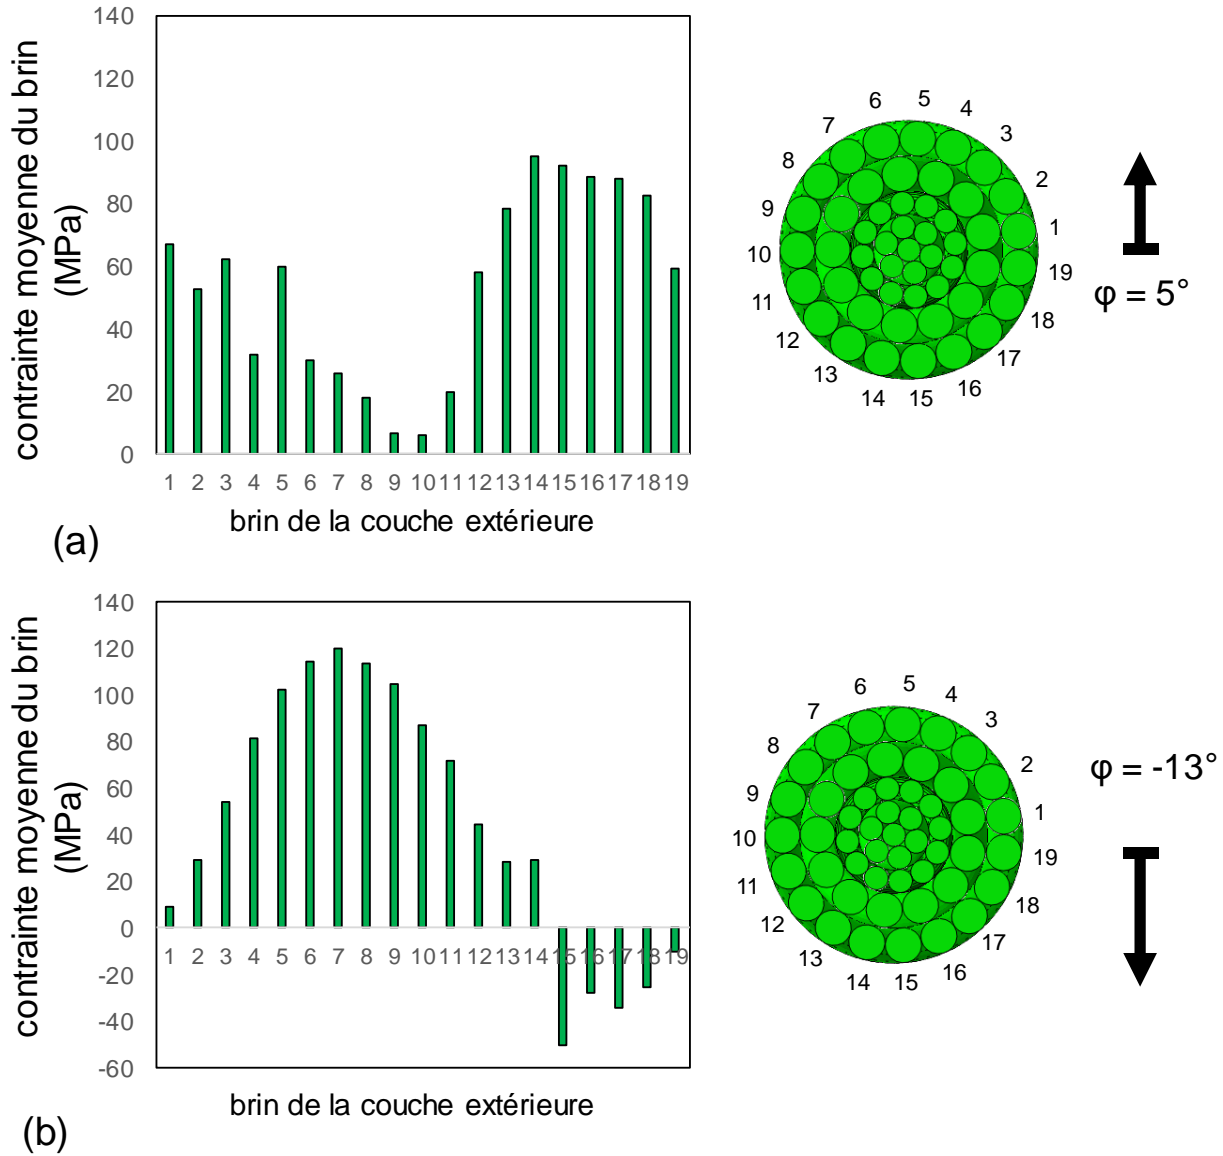 140
120
100
80
60
40
20
0
contrainte moyenne du brin
(MPa)
1 2 3 4 5 6 7 8 9 10 11 12 13 14 15 16 17 18 19
brin de la couche extérieure
(a)
6 5 4
7 3
8 2
9 1
10 19
11 18
12 17
13 16
14 15
φ = 5°
140
120
100
80
60
40
20
0
-20
-40
-60
contrainte moyenne du brin
(MPa)
1 2 3 4 5 6 7 8 9 10 11 12 13 14 15 16 17 18 19
brin de la couche extérieure
(b)
6 5 4
7 3
8 2
9 1
10 19
11 18
12 17
13 16
14 15
φ = -13°